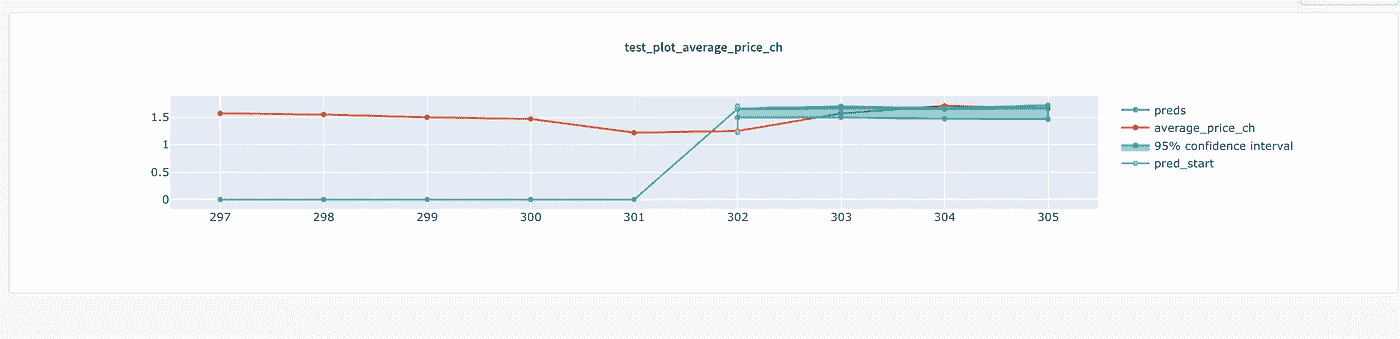 test_plot_average_price_ch
1.5
1
0.5
0
297 298 299 300 301 302 303 304 305
preds
average_price_ch
95% confidence interval
pred_start